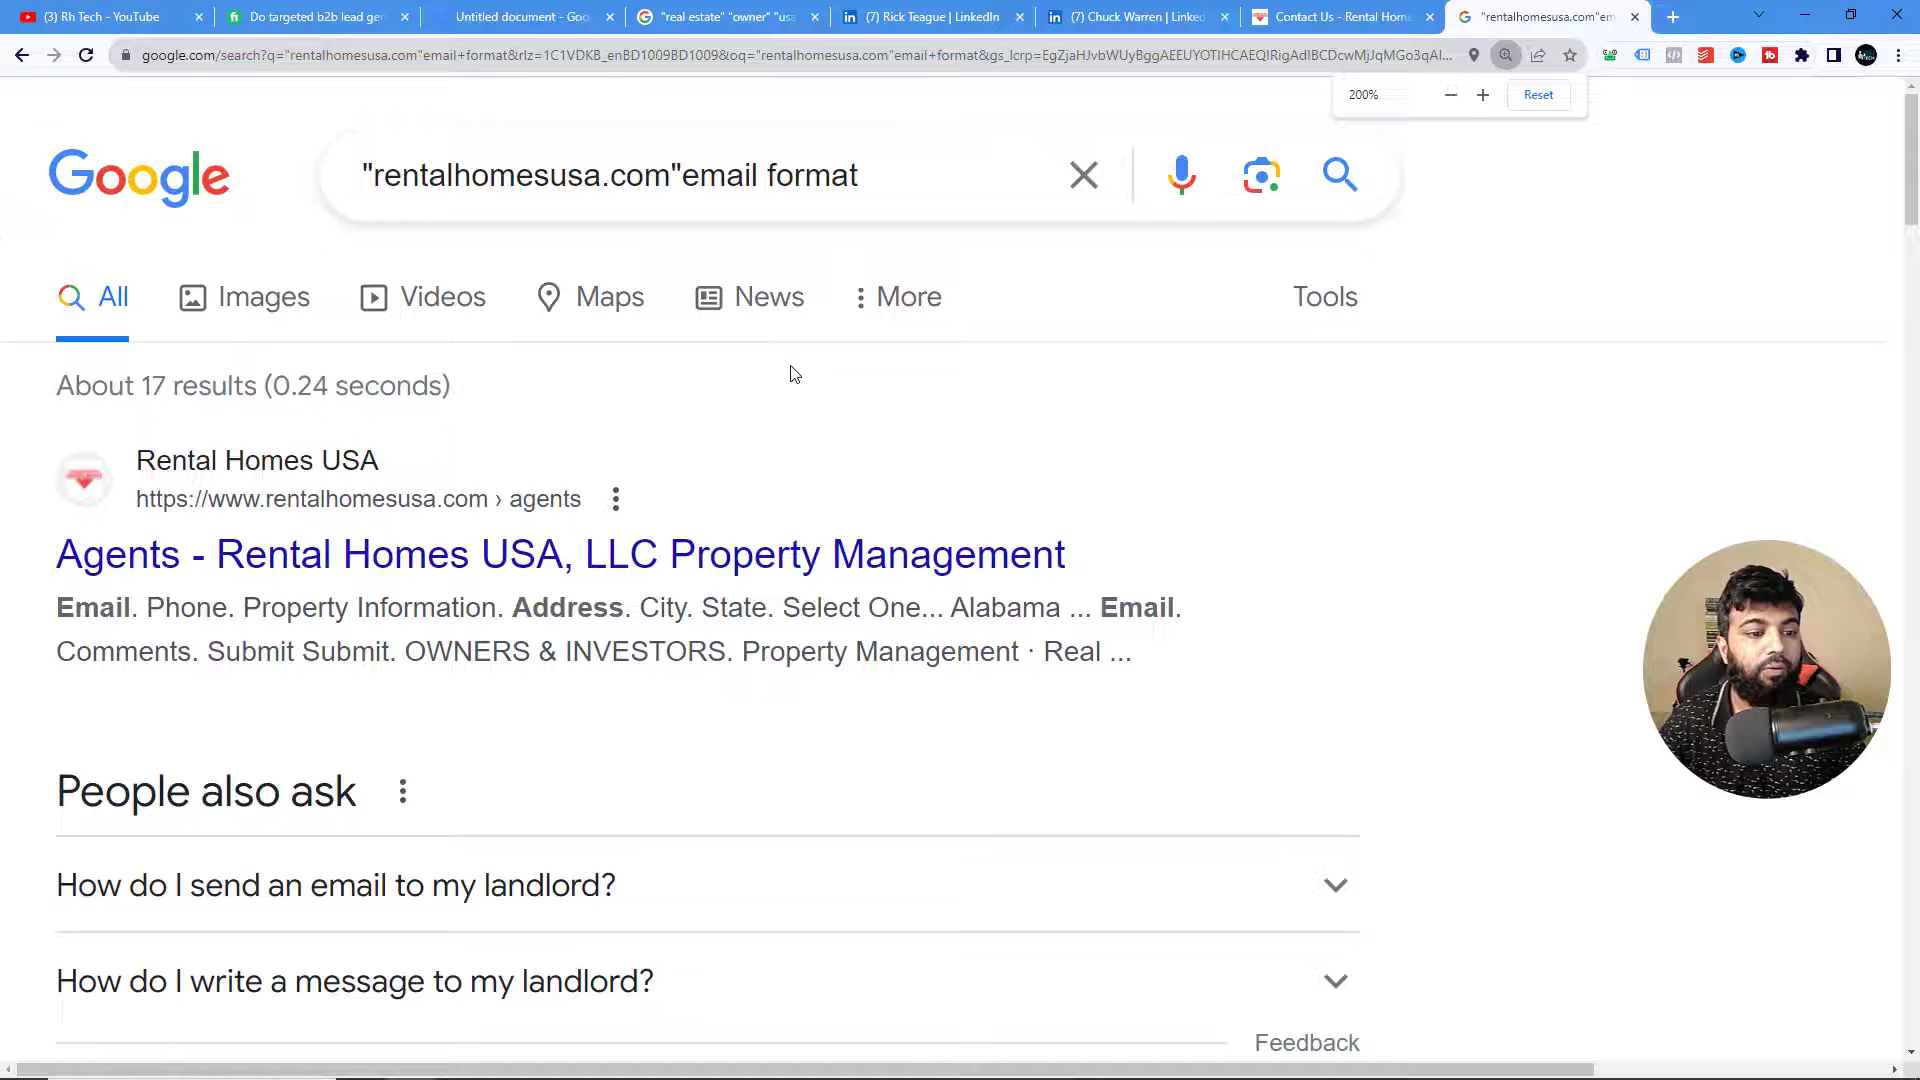 (3) Rh Tech - YouTube
Do targeted b2b lead ge
Untitled document - Goo
"real estate" "owner" "usa
(7) Rick Teague | LinkedIn
(7) Chuck Warren | Linked
Contact Us - Rental Home
"rentalhomesusa.com"em
google.com/search?q="rentalhomesusa.com"email+format&rlz=1C1VDKB_enBD1009BD1009&oq="rentalhomesusa.com"email+format&gs_lcrp=EgZjaHJvbWUyBggAEEUYOTIHCAEQIRigAdIBCDcwMjJqMGo3qAI...
200%
Reset
Google
"rentalhomesusa.com"email format
All
Images
Videos
Maps
News
More
Tools
About 17 results (0.24 seconds)
Rental Homes USA
https://www.rentalhomesusa.com › agents
Agents - Rental Homes USA, LLC Property Management
Email. Phone. Property Information. Address. City. State. Select One... Alabama ... Email.
Comments. Submit Submit. OWNERS & INVESTORS. Property Management · Real ...
People also ask
How do I send an email to my landlord?
How do I write a message to my landlord?
Feedback